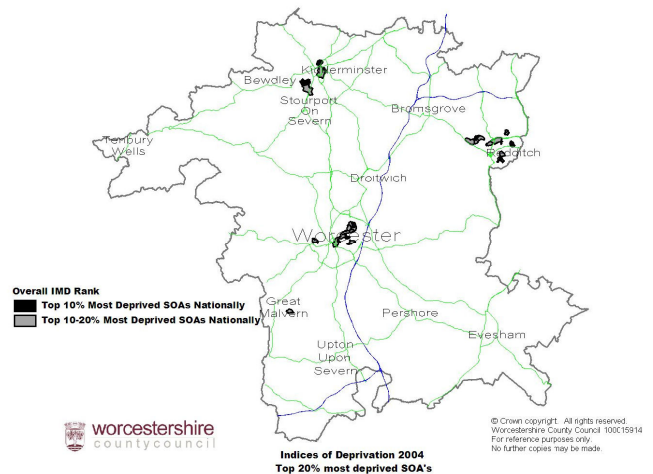 Kidderminster
Bewdley
Stourport
On
Severn
Bromsgrove
Tenbury
Wells
Redditch
Droitwich
Worcester
Overall IMD Rank
Top 10% Most Deprived SOAs Nationally
Top 10-20% Most Deprived SOAs Nationally
Great
Malvern
Pershore
Evesham
Upton
Upon
Severn
worcestershire
countycouncil
© Crown copyright. All rights reserved.
Worcestershire County Council 100015914
For reference purposes only.
No further copies may be made.
Indices of Deprivation 2004
Top 20% most deprived SOA's